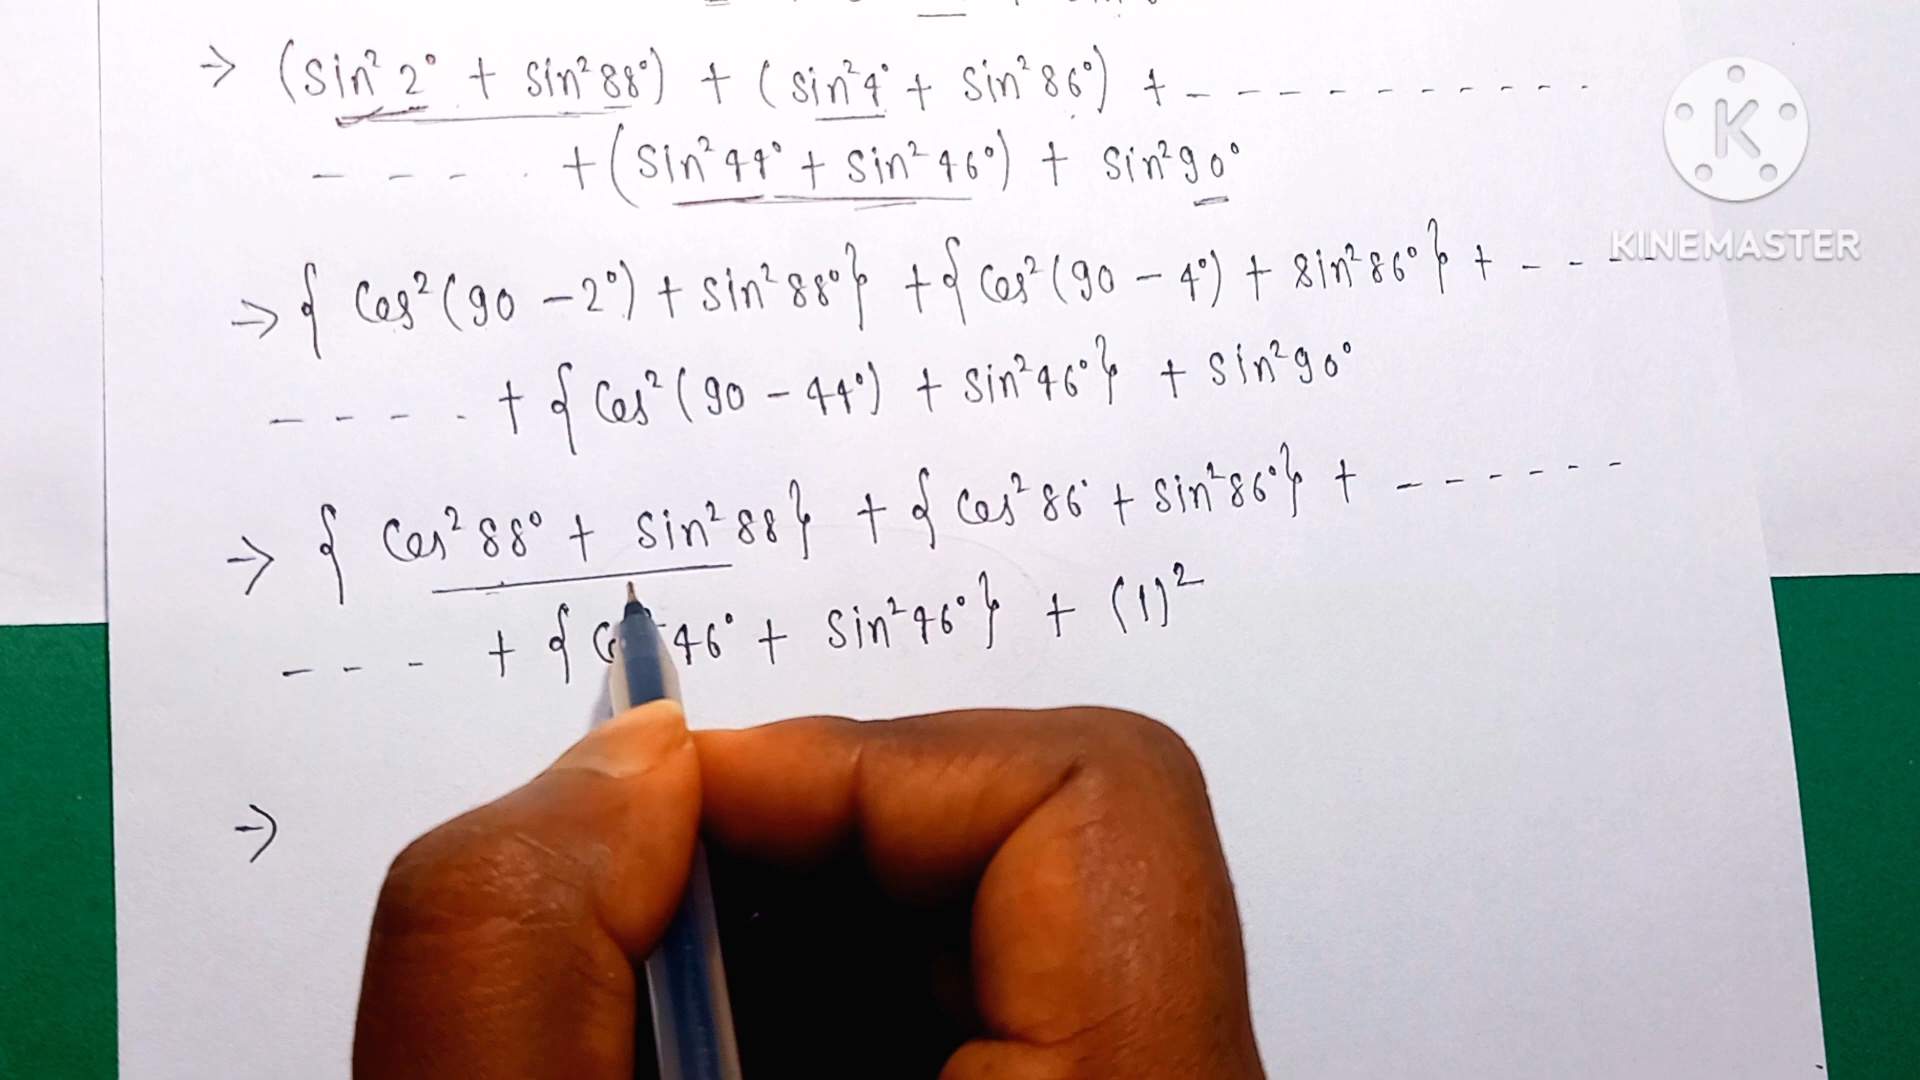 → (sin² 2° + sin² 88°) + (sin² 4° + sin² 86°) + - - - - - - - - - -
- - - - + (sin² 44° + sin² 46°) + sin² 90°
→ { cos² (90 - 2°) + sin² 88° } + { cos² (90 - 4°) + sin² 86° } + - - - -
- - - - + { cos² (90 - 44°) + sin² 46° } + sin² 90°
→ { cos² 88° + sin² 88 } + { cos² 86° + sin² 86° } + - - - - - -
- - - + { 46° + sin² 46° } + (1)²
→
K
KINEMASTER